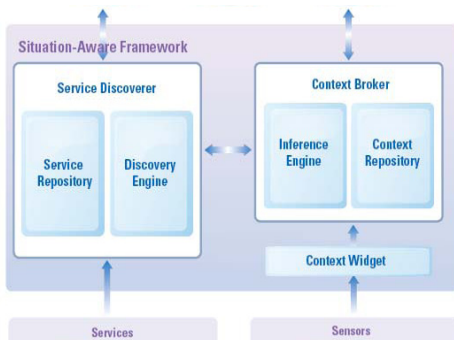 Situation-Aware Framework
Service Discoverer
Service
Repository
Discovery
Engine
Context Broker
Inference
Engine
Context
Repository
Context Widget
Services
Sensors